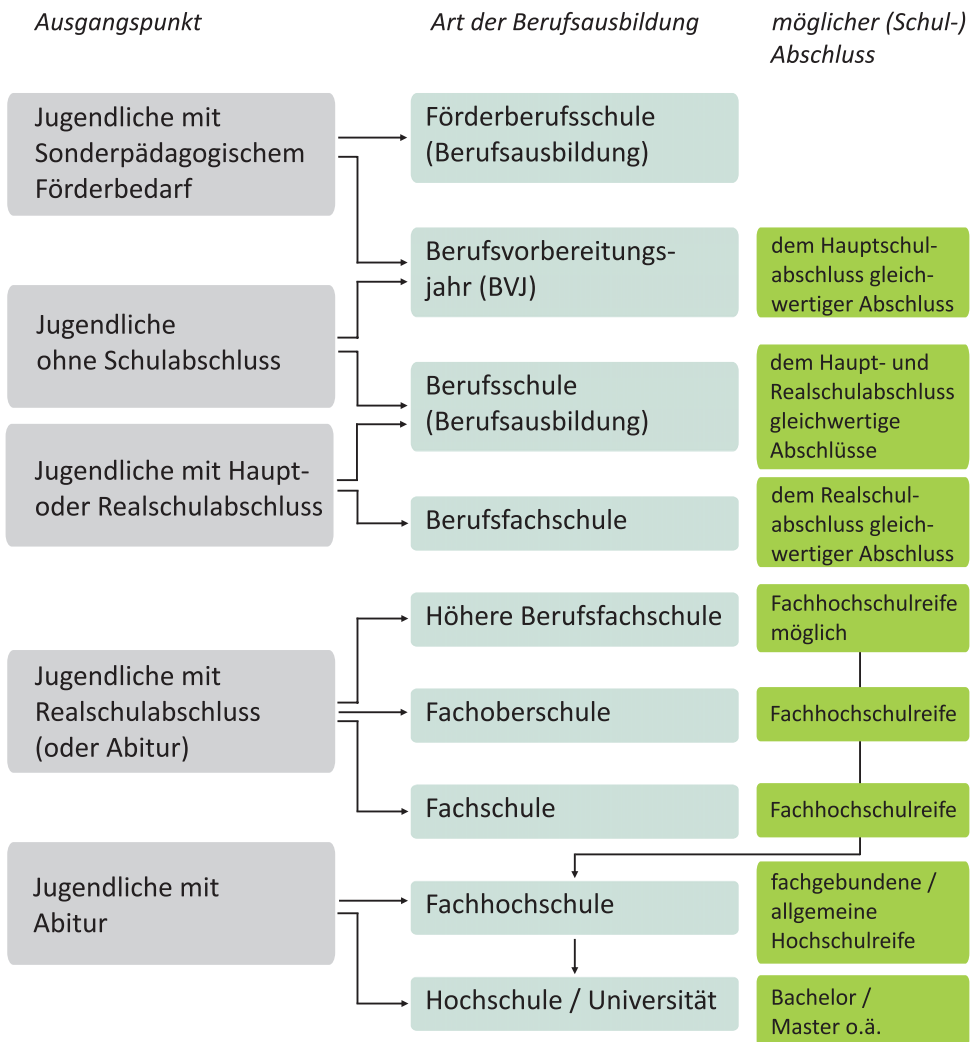 Ausgangspunkt
Art der Berufsausbildung
möglicher (Schul-)
Abschluss
Jugendliche mit
Sonderpädagogischem
Förderbedarf
Förderberufsschule
(Berufsausbildung)
Berufsvorbereitungs-
jahr (BVJ)
dem Hauptschul-
abschluss gleich-
wertiger Abschluss
Jugendliche
ohne Schulabschluss
Berufsschule
(Berufsausbildung)
dem Haupt- und
Realschulabschluss
gleichwertige
Abschlüsse
Jugendliche mit Haupt-
oder Realschulabschluss
Berufsfachschule
dem Realschul-
abschluss gleich-
wertiger Abschluss
Höhere Berufsfachschule
Fachhochschulreife
möglich
Jugendliche mit
Realschulabschluss
(oder Abitur)
Fachoberschule
Fachhochschulreife
Fachschule
Fachhochschulreife
Jugendliche mit
Abitur
Fachhochschule
fachgebundene /
allgemeine
Hochschulreife
Hochschule / Universität
Bachelor /
Master o.ä.